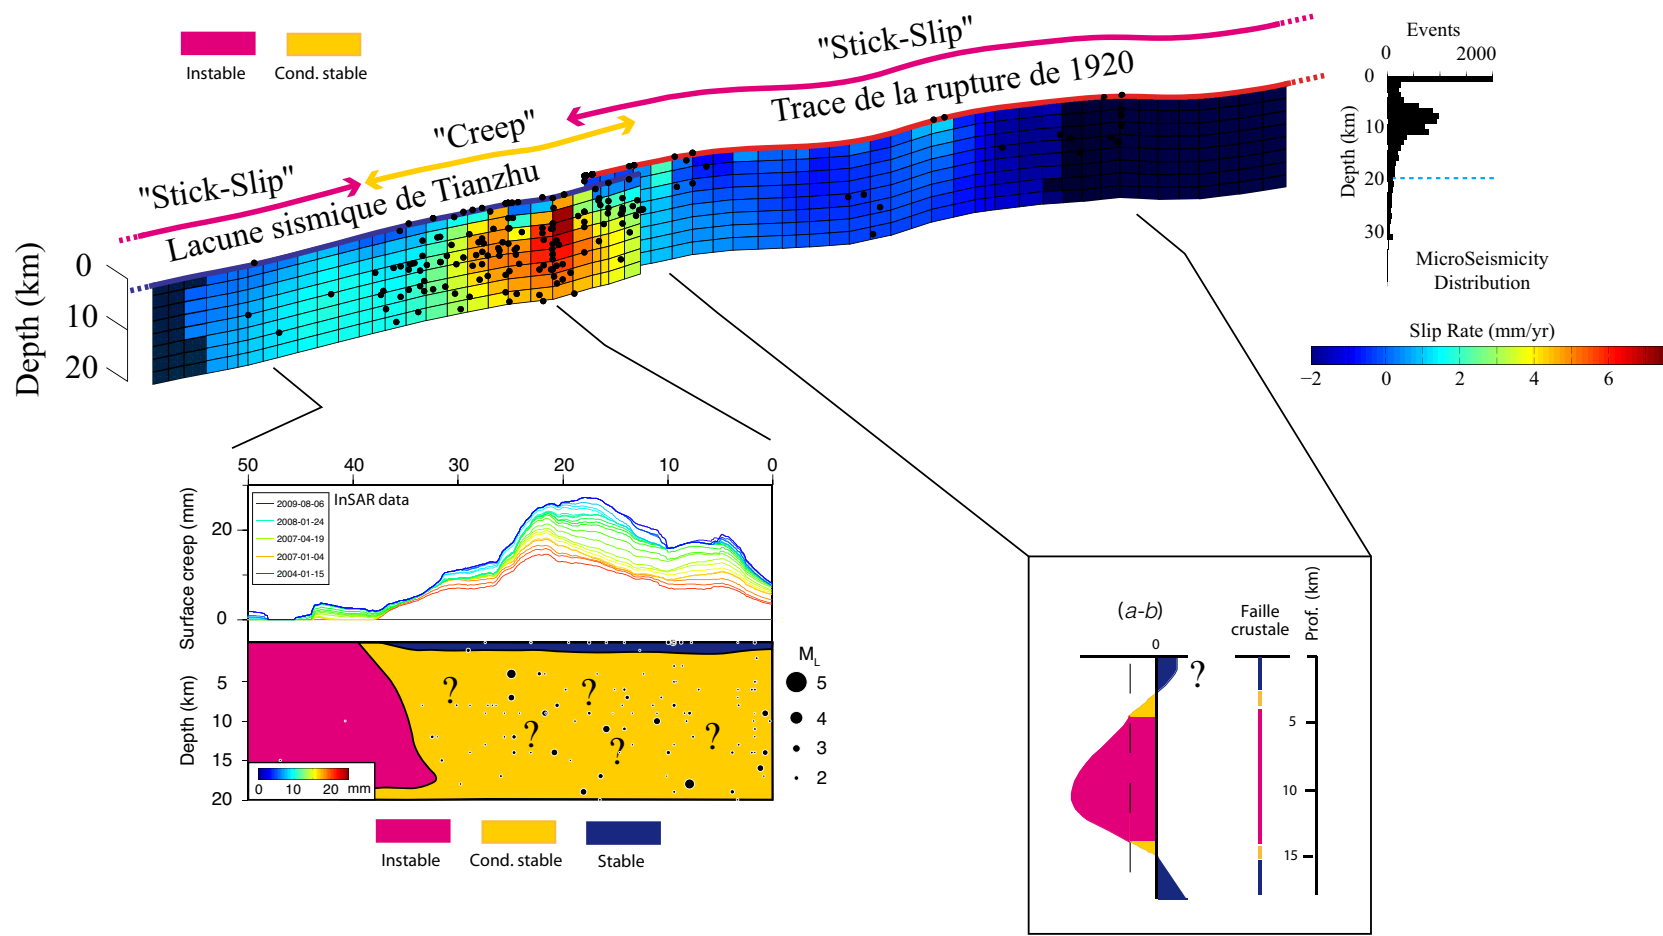 Instable
Cond. stable
"Stick-Slip"
"Creep"
"Stick-Slip"
Lacune sismique de Tianzhu
Trace de la rupture de 1920
Depth (km)
0
10
20
Events
0 2000
Depth (km)
0
10
20
30
MicroSeismicity
Distribution
Slip Rate (mm/yr)
−2 0 2 4 6
50 40 30 20 10 0
Surface creep (mm)
20
0
InSAR data
2009-08-06
2008-01-24
2007-04-19
2007-01-04
2004-01-15
Depth (km)
5
10
15
20
? ? ? ? ?
0 10 20 mm
ML
5
4
3
2
Instable
Cond. stable
Stable
(a-b)
0
?
Faille
crustale
Prof. (km)
5
10
15